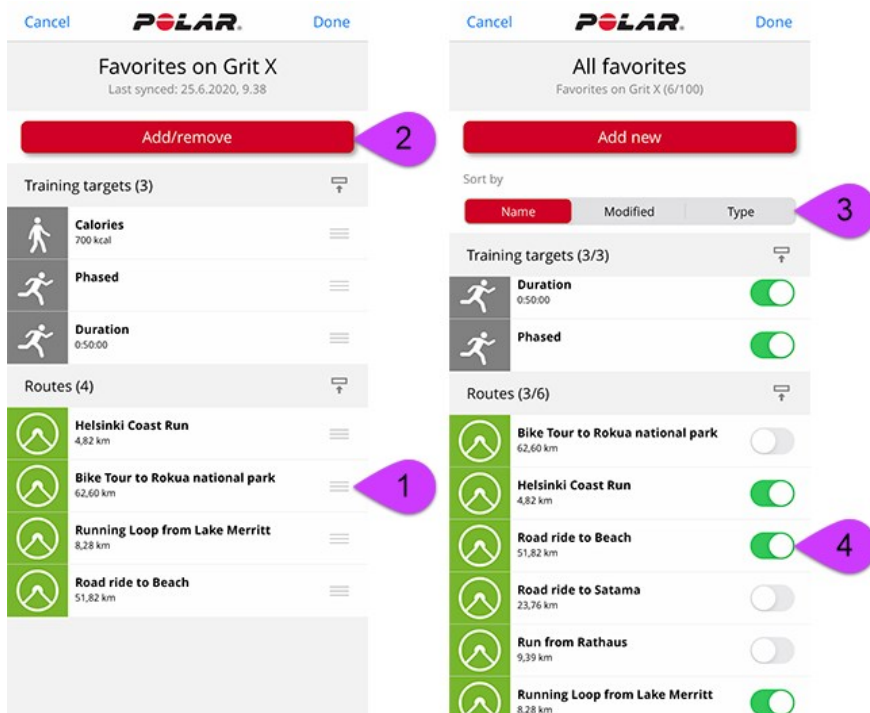 Cancel
POLAR.
Done
Favorites on Grit X
Last synced: 25.6.2020, 9.38
Add/remove
2
Training targets (3)
Calories
700 kcal
Phased
Duration
0:50:00
Routes (4)
Helsinki Coast Run
4,82 km
Bike Tour to Rokua national park
62,60 km
1
Running Loop from Lake Merritt
8,28 km
Road ride to Beach
51,82 km
Cancel
POLAR.
Done
All favorites
Favorites on Grit X (6/100)
Add new
Sort by
Name Modified Type
3
Training targets (3/3)
Duration
0:50:00
Phased
Routes (3/6)
Bike Tour to Rokua national park
62,60 km
Helsinki Coast Run
4,82 km
Road ride to Beach
51,82 km
4
Road ride to Satama
23,76 km
Run from Rathaus
9,39 km
Running Loop from Lake Merritt
8,28 km